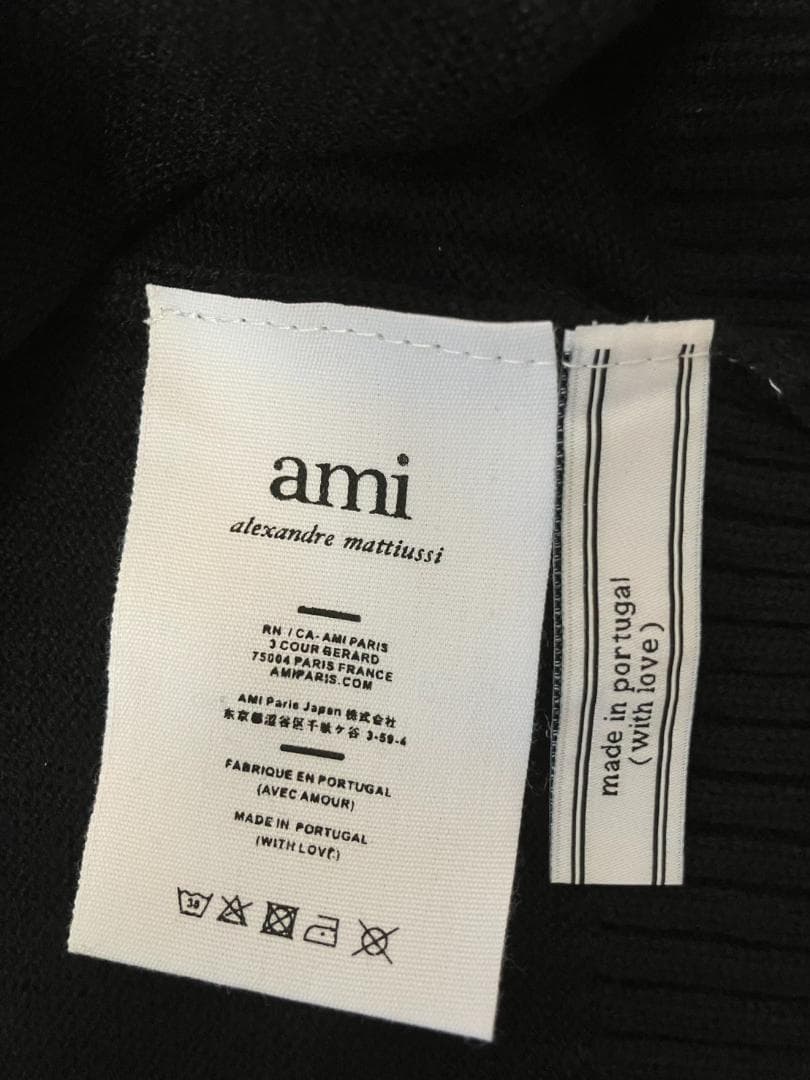 ami
alexandre mattiussi
RN / CA - AMI PARIS
3 COUR GERARD
75004 PARIS FRANCE
AMIPARIS.COM
AMI Paris Japan 株式会社
東京都渋谷区千駄ケ谷 3-59-4
FABRIQUE EN PORTUGAL
(AVEC AMOUR)
MADE IN PORTUGAL
(WITH LOVE)
30
made in portugal
(with love)